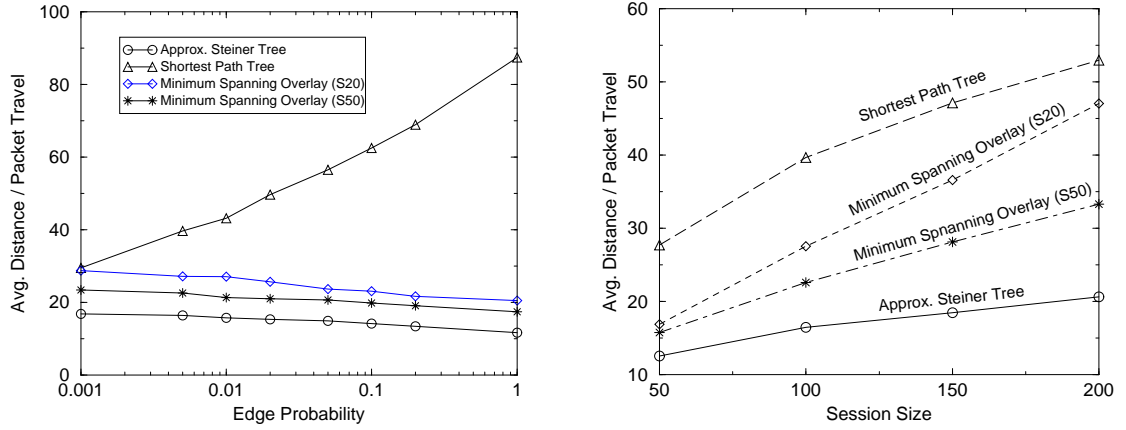 100
80
60
40
20
0
0.001
0.01
0.1
1
Edge Probability
Avg. Distance / Packet Travel
Approx. Steiner Tree
Shortest Path Tree
Minimum Spanning Overlay (S20)
Minimum Spanning Overlay (S50)
60
50
40
30
20
10
50
100
150
200
Session Size
Avg. Distance / Packet Travel
Shortest Path Tree
Minimum Spanning Overlay (S20)
Minimum Spnanning Overlay (S50)
Approx. Steiner Tree